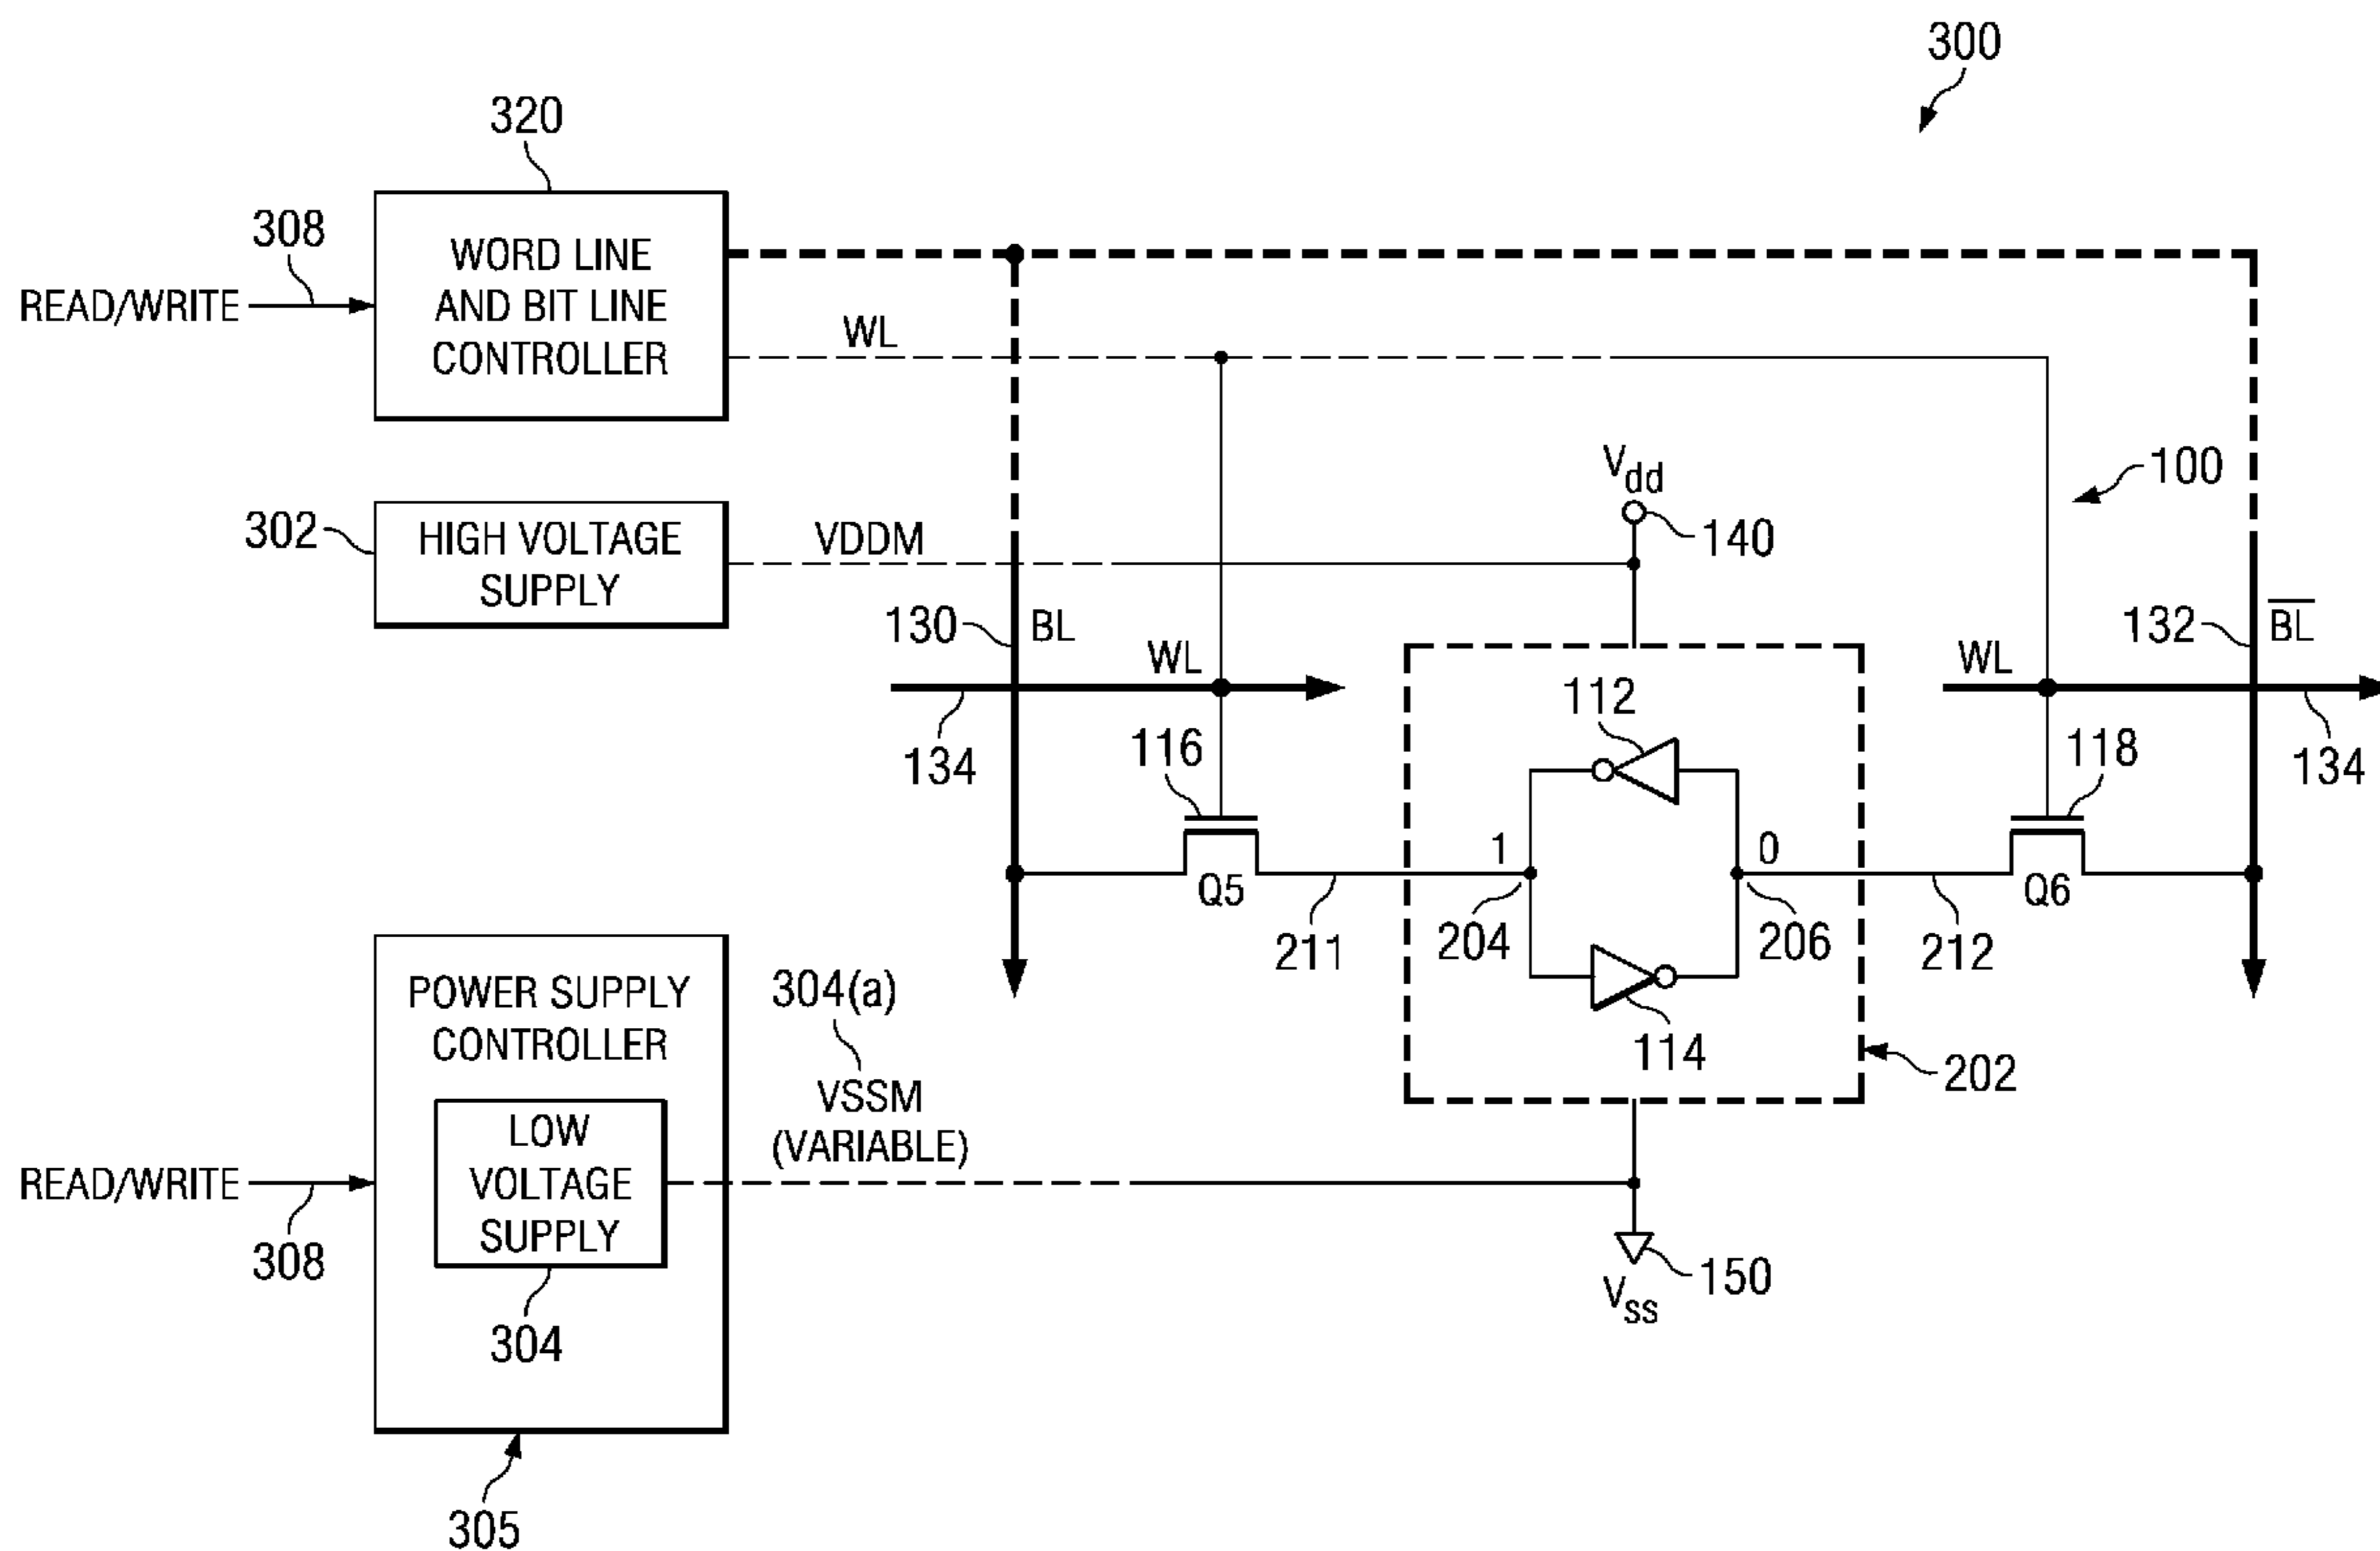 300
320
308
READ/WRITE
WORD LINE
AND BIT LINE
CONTROLLER
WL
302
HIGH VOLTAGE
SUPPLY
VDDM
Vdd
140
100
130
BL
WL
134
116
Q5
211
112
1
0
204
206
114
202
212
WL
132
B̅L̅
118
134
Q6
POWER SUPPLY
CONTROLLER
LOW
VOLTAGE
SUPPLY
304
READ/WRITE
308
305
304(a)
VSSM
(VARIABLE)
150
Vss